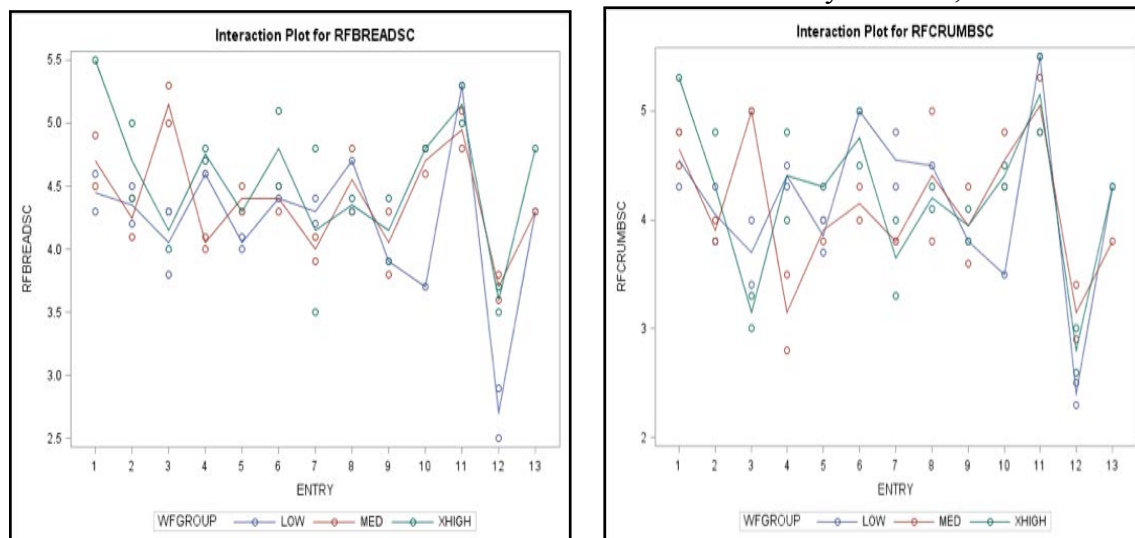 Interaction Plot for RFBREADSC
5.5
5.0
4.5
4.0
3.5
3.0
2.5
RFBREADSC
1 2 3 4 5 6 7 8 9 10 11 12 13
ENTRY
WFGROUP LOW MED XHIGH
Interaction Plot for RFCRUMBSC
5
4
3
2
RFCRUMBSC
1 2 3 4 5 6 7 8 9 10 11 12 13
ENTRY
WFGROUP LOW MED XHIGH